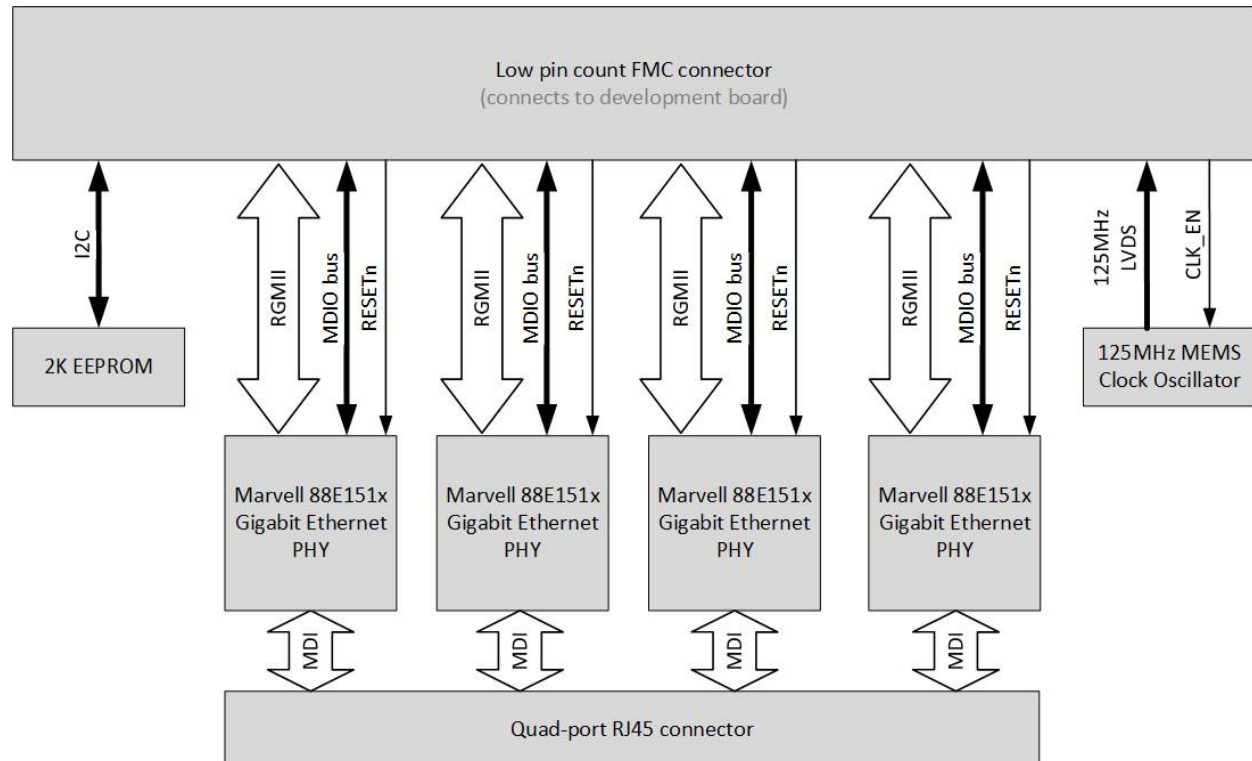 Low pin count FMC connector
(connects to development board)
I2C
RGMII
MDIO bus
RESETn
RGMII
MDIO bus
RESETn
RGMII
MDIO bus
RESETn
RGMII
MDIO bus
RESETn
125MHz
LVDS
CLK_EN
2K EEPROM
125MHz MEMS
Clock Oscillator
Marvell 88E151x
Gigabit Ethernet
PHY
Marvell 88E151x
Gigabit Ethernet
PHY
Marvell 88E151x
Gigabit Ethernet
PHY
Marvell 88E151x
Gigabit Ethernet
PHY
MDI
MDI
MDI
MDI
Quad-port RJ45 connector